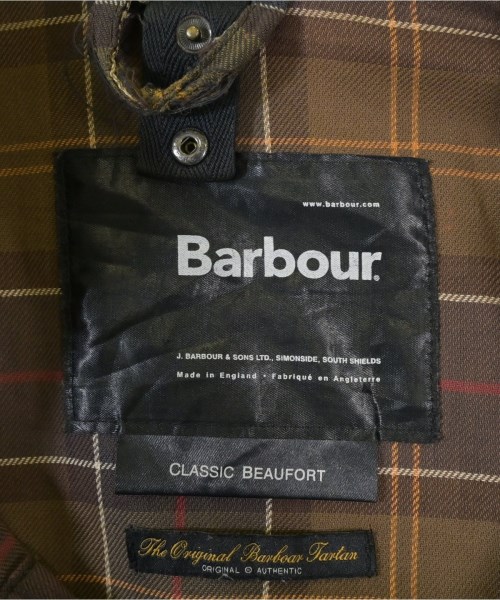 www.barbour.com
Barbour®
J. BARBOUR & SONS LTD., SIMONSIDE, SOUTH SHIELDS
Made in England • Fabriqué en Angleterre
CLASSIC BEAUFORT
The Original Barbour Tartan
ORIGINAL & AUTHENTIC